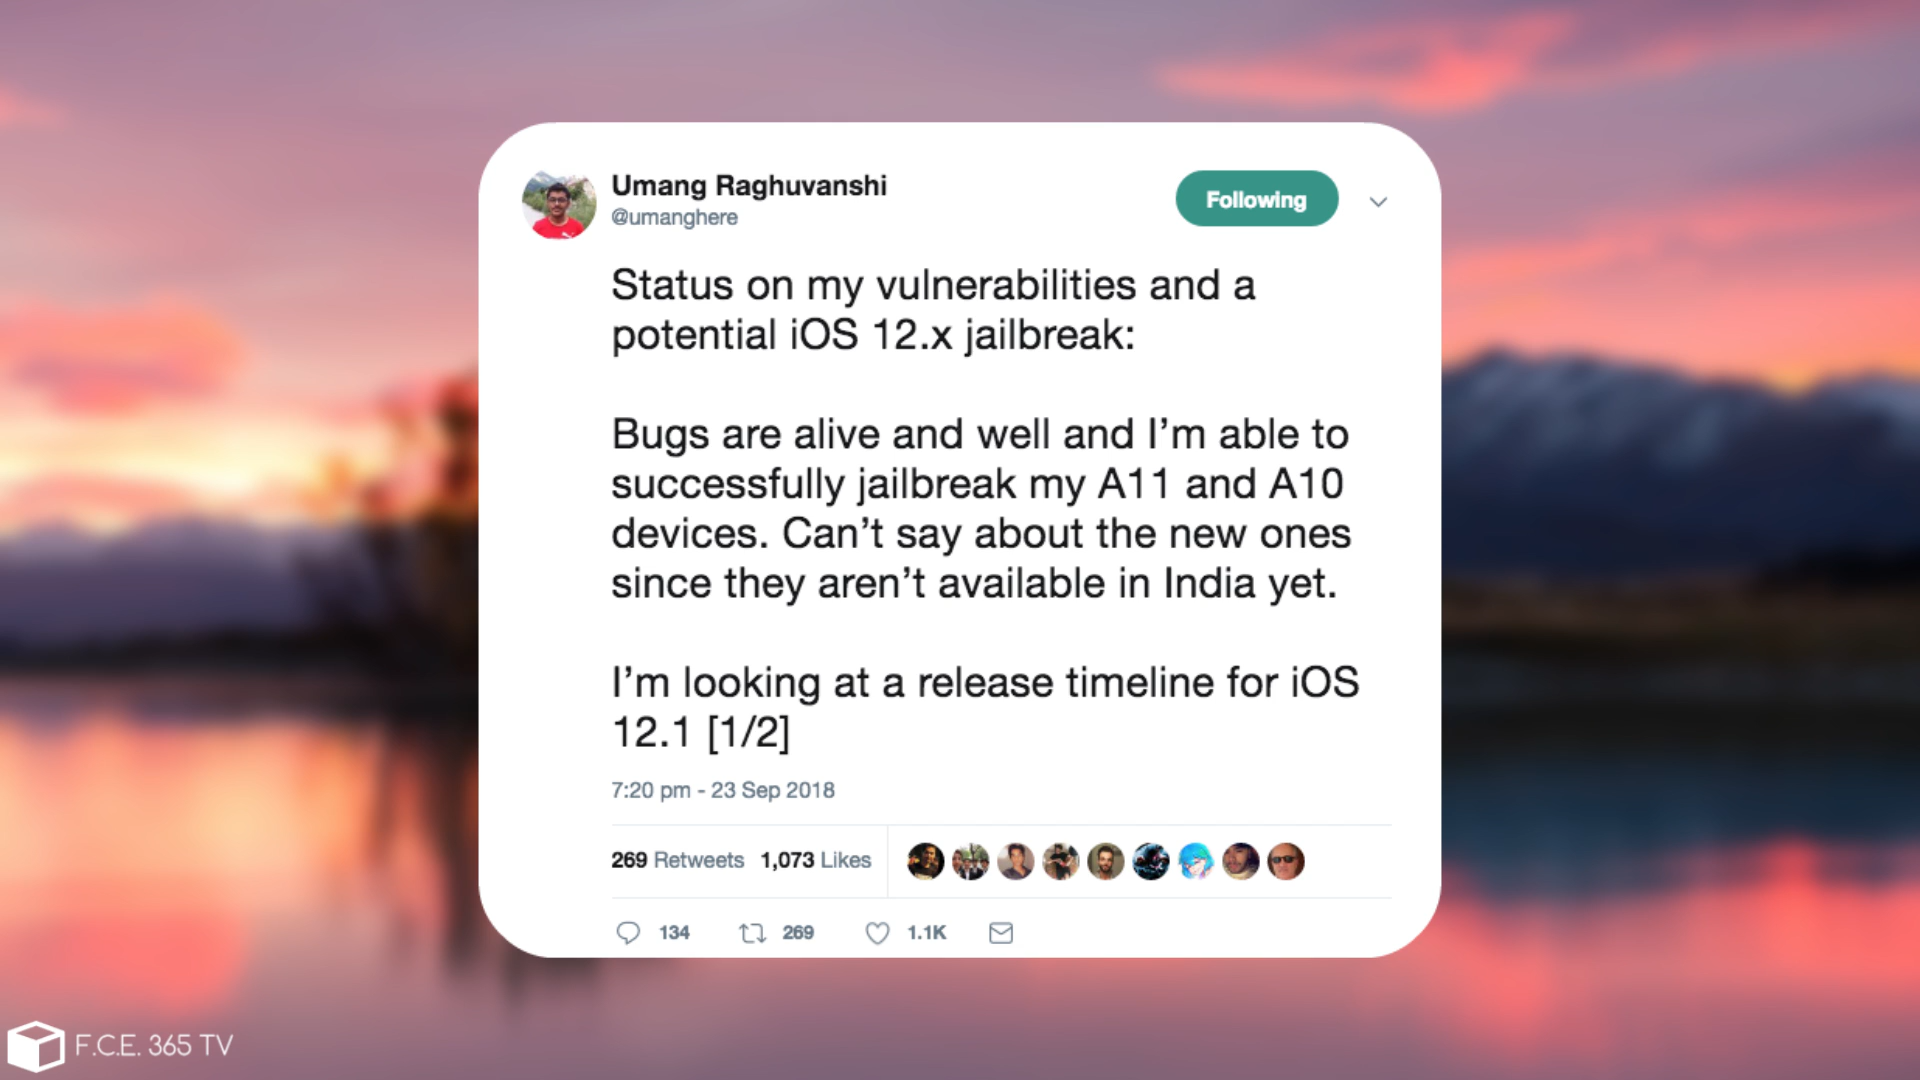 Umang Raghuvanshi
@umanghere
Following
Status on my vulnerabilities and a
potential iOS 12.x jailbreak:
Bugs are alive and well and I’m able to
successfully jailbreak my A11 and A10
devices. Can’t say about the new ones
since they aren’t available in India yet.
I’m looking at a release timeline for iOS
12.1 [1/2]
7:20 pm - 23 Sep 2018
269 Retweets 1,073 Likes
134 269 1.1K
F.C.E. 365 TV